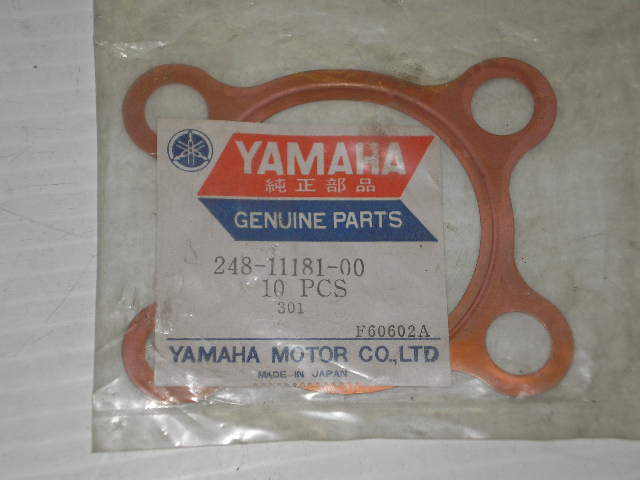 YAMAHA
純正部品
GENUINE PARTS
248-11181-00
10 PCS
301
F60602A
YAMAHA MOTOR CO.,LTD
MADE IN JAPAN